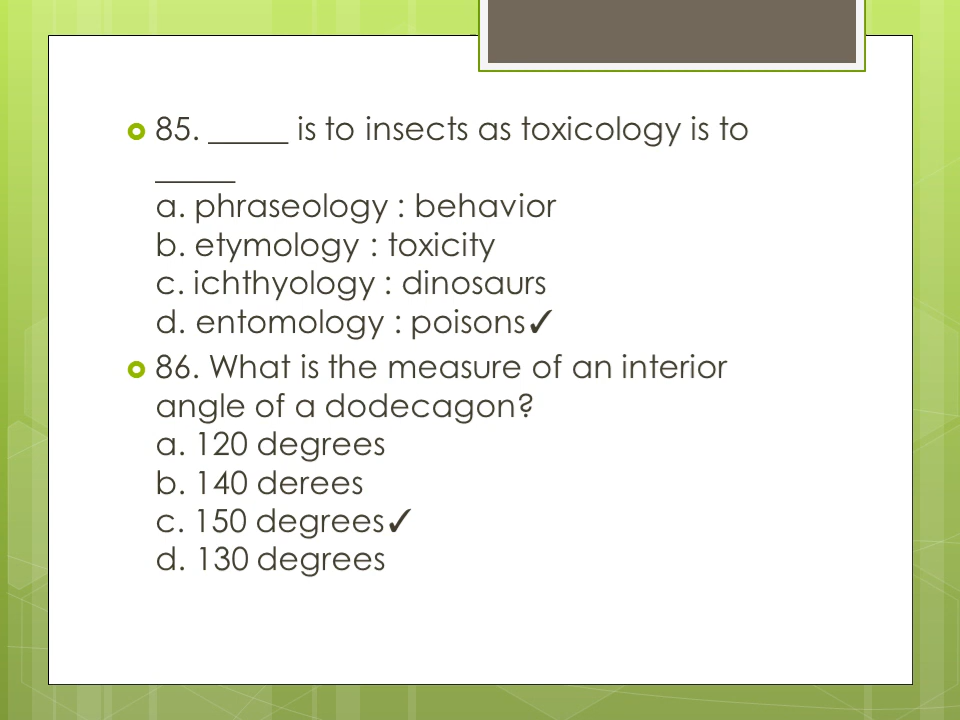 85. _____ is to insects as toxicology is to
_____
a. phraseology : behavior
b. etymology : toxicity
c. ichthyology : dinosaurs
d. entomology : poisons✓
86. What is the measure of an interior
angle of a dodecagon?
a. 120 degrees
b. 140 derees
c. 150 degrees✓
d. 130 degrees